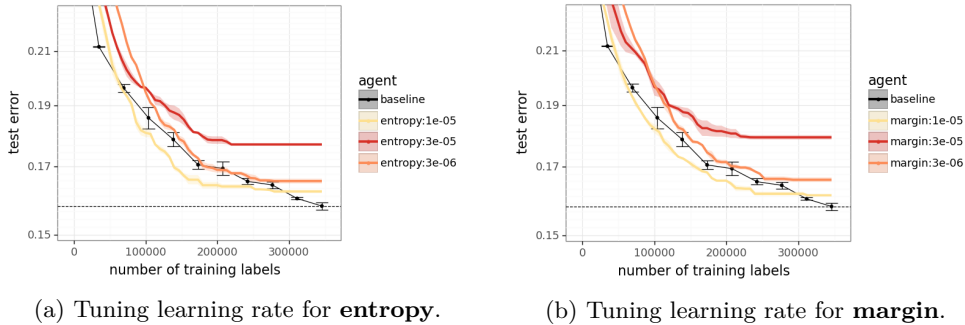 test error
0.21
0.19
0.17
0.15
0
100000
200000
300000
number of training labels
agent
baseline
entropy:1e-05
entropy:3e-05
entropy:3e-06
(a) Tuning learning rate for entropy.
test error
0.21
0.19
0.17
0.15
0
100000
200000
300000
number of training labels
agent
baseline
margin:1e-05
margin:3e-05
margin:3e-06
(b) Tuning learning rate for margin.